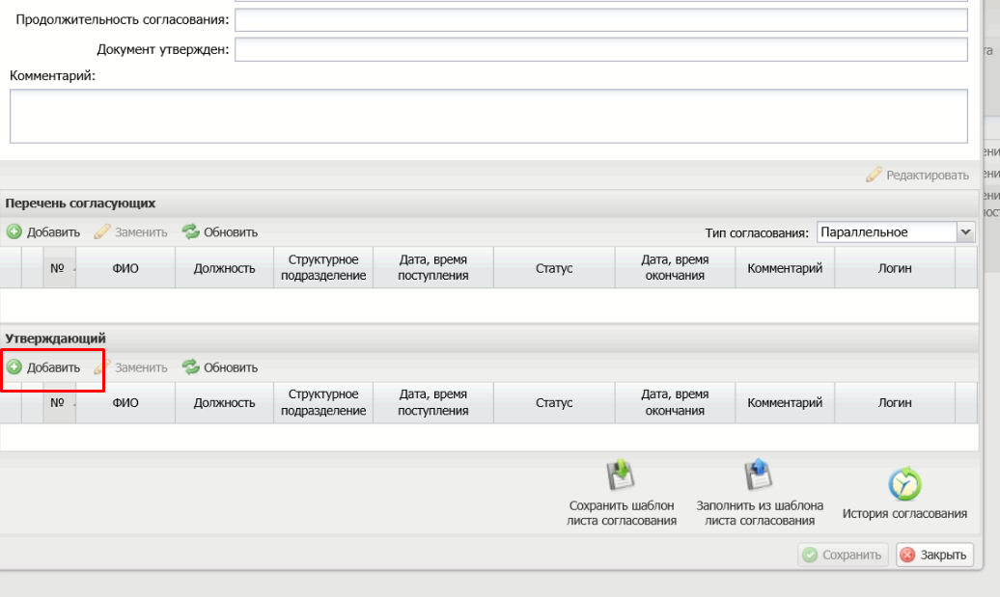 Продолжительность согласования:
Документ утвержден:
Комментарий:
Редактировать
Перечень согласующих
Добавить Заменить Обновить Тип согласования: Параллельное
№ ФИО Должность Структурное подразделение Дата, время поступления Статус Дата, время окончания Комментарий Логин
Утверждающий
Добавить Заменить Обновить
№ ФИО Должность Структурное подразделение Дата, время поступления Статус Дата, время окончания Комментарий Логин
Сохранить шаблон
листа согласования
Заполнить из шаблона
листа согласования
История согласования
Сохранить Закрыть